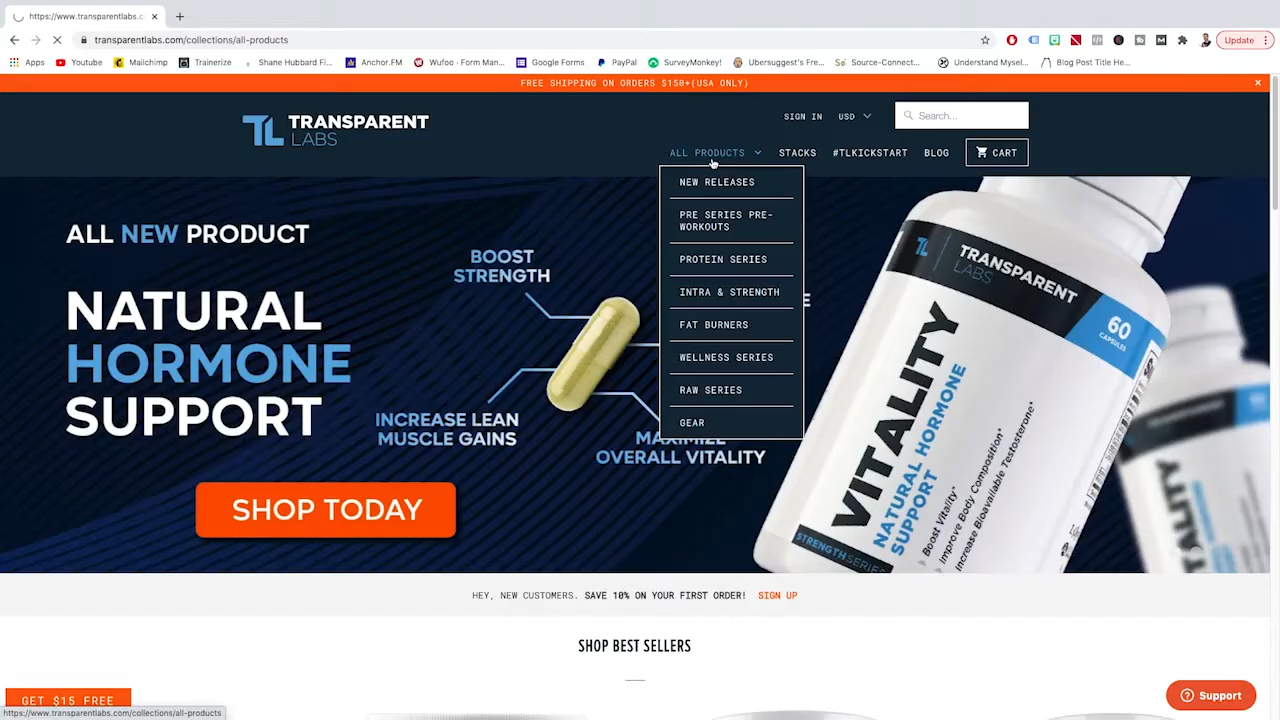 https://www.transparentlabs.c
transparentlabs.com/collections/all-products
Update
Apps
Youtube
Mailchimp
Trainerize
Shane Hubbard Fi...
Anchor.FM
Wufoo · Form Man...
Google Forms
PayPal
SurveyMonkey!
Ubersuggest's Fre...
Source-Connect...
Understand Mysel...
Blog Post Title He...
FREE SHIPPING ON ORDERS $150+(USA ONLY)
TL TRANSPARENT
LABS
SIGN IN
USD
Search...
ALL PRODUCTS
STACKS
#TLKICKSTART
BLOG
CART
NEW RELEASES
PRE SERIES PRE-
WORKOUTS
PROTEIN SERIES
INTRA & STRENGTH
FAT BURNERS
WELLNESS SERIES
RAW SERIES
GEAR
ALL NEW PRODUCT
NATURAL
HORMONE
SUPPORT
SHOP TODAY
BOOST
STRENGTH
INCREASE LEAN
MUSCLE GAINS
OVERALL VITALITY
TL TRANSPARENT
LABS
60
CAPSULES
VITALITY
NATURAL HORMONE
SUPPORT
Boost Vitality*
Improve Body Composition*
Increase Bioavailable Testosterone*
STRENGTH SERIES
HEY, NEW CUSTOMERS. SAVE 10% ON YOUR FIRST ORDER! SIGN UP
SHOP BEST SELLERS
GET $15 FREE
Support
https://www.transparentlabs.com/collections/all-products